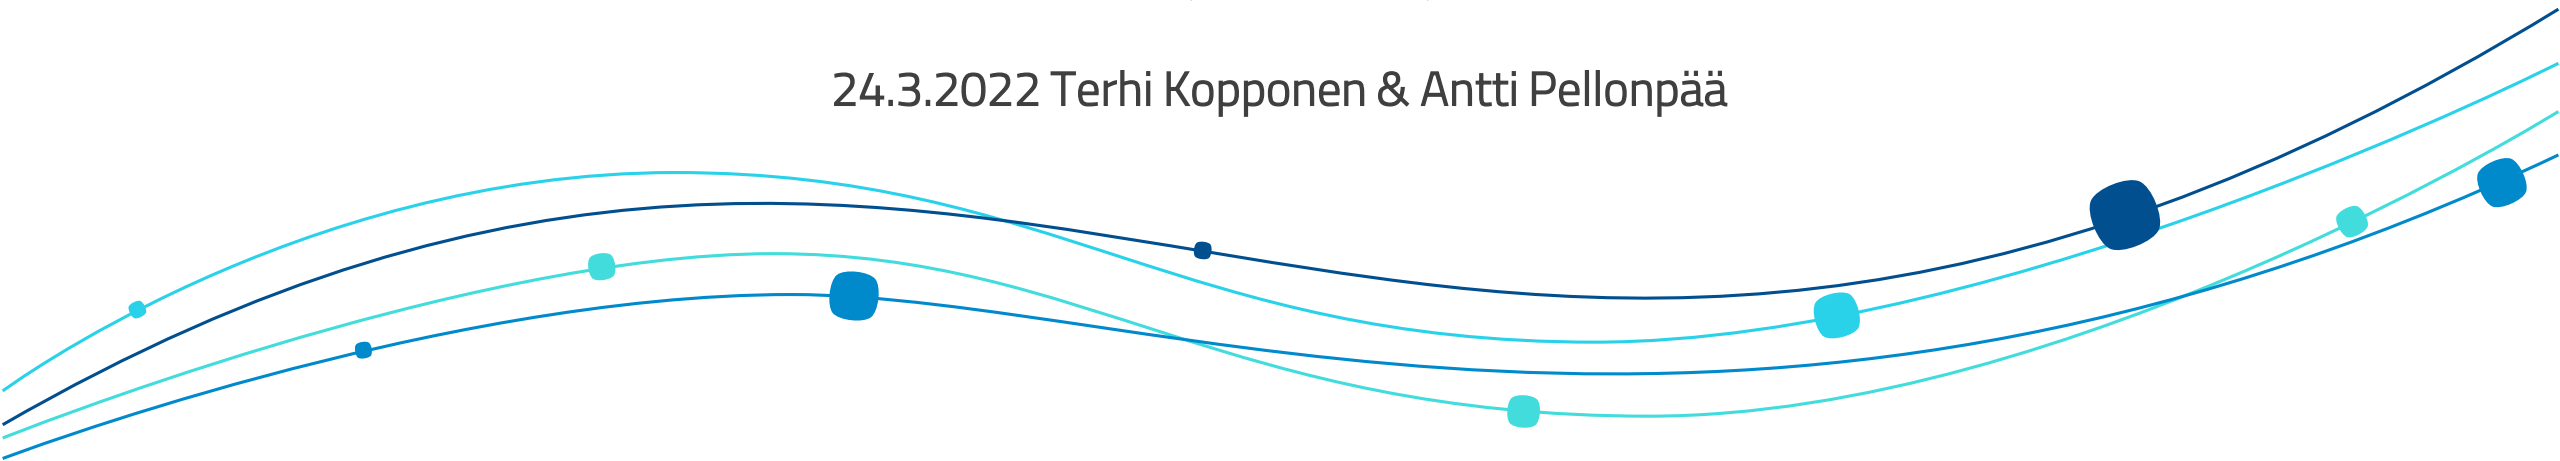 24.3.2022 Terhi Kopponen & Antti Pellonpää